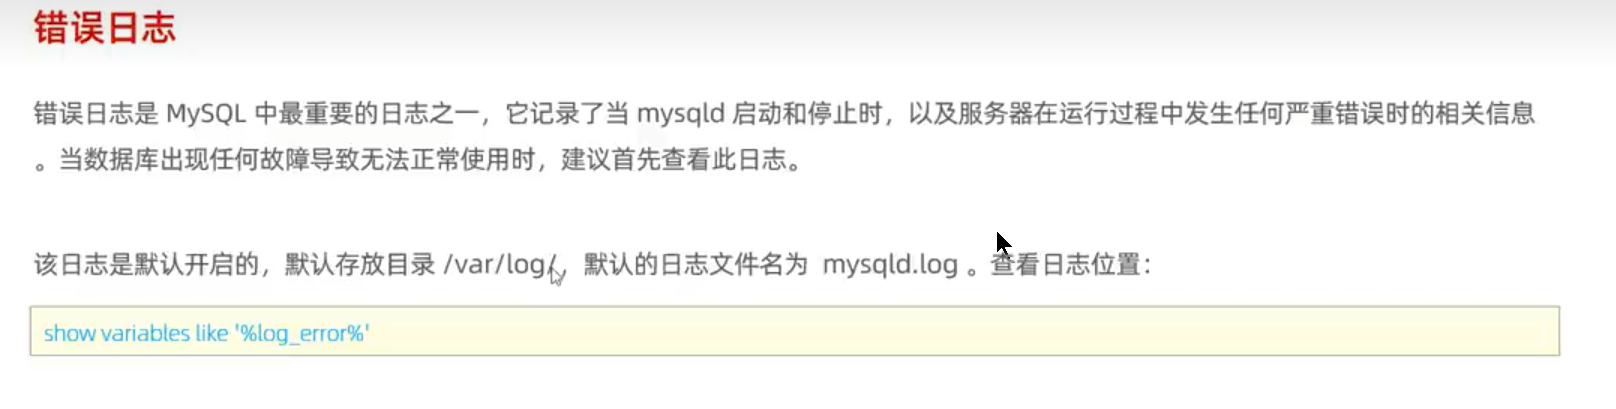 错误日志
错误日志是 MySQL 中最重要的日志之一，它记录了当 mysqld 启动和停止时，以及服务器在运行过程中发生任何严重错误时的相关信息
。当数据库出现任何故障导致无法正常使用时，建议首先查看此日志。
该日志是默认开启的，默认存放目录 /var/log/，默认的日志文件名为 mysqld.log 。查看日志位置：
show variables like '%log_error%'